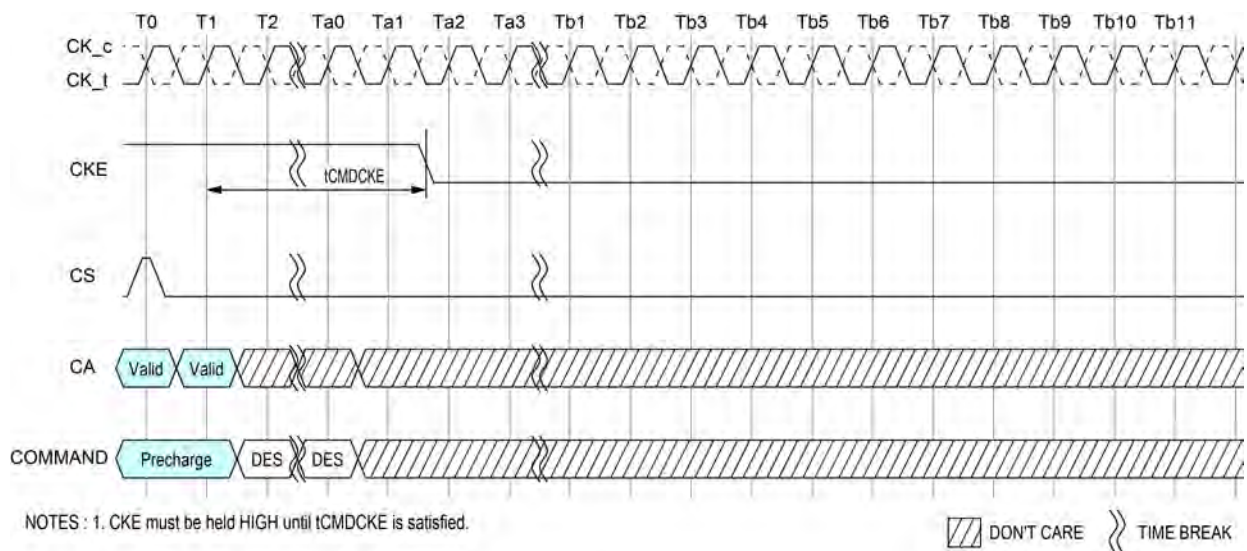 T0 T1 T2 Ta0 Ta1 Ta2 Ta3 Tb1 Tb2 Tb3 Tb4 Tb5 Tb6 Tb7 Tb8 Tb9 Tb10 Tb11
CK_c
CK_t
CKE
tCMDCKE
CS
CA Valid Valid
COMMAND Precharge DES DES
NOTES : 1. CKE must be held HIGH until tCMDCKE is satisfied.
DON'T CARE TIME BREAK